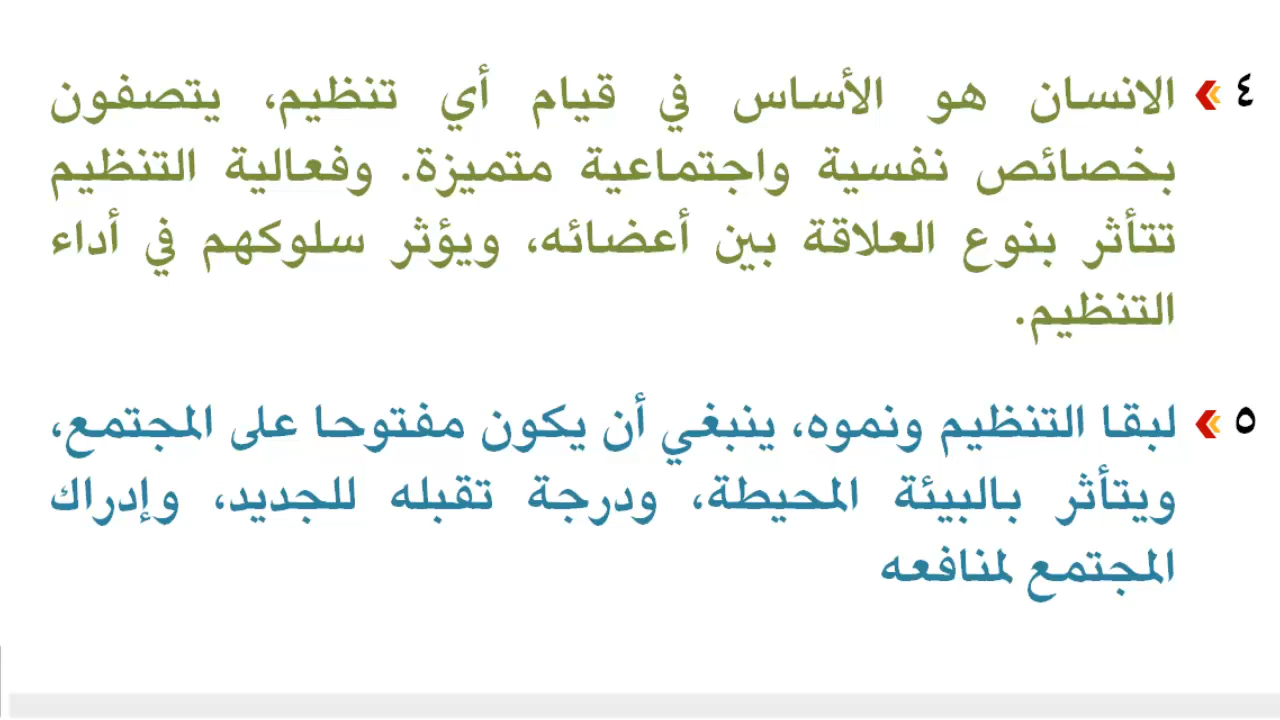 ٤ الانسان هو الأساس في قيام أي تنظيم، يتصفون
بخصائص نفسية واجتماعية متميزة. وفعالية التنظيم
تتأثر بنوع العلاقة بين أعضائه، ويؤثر سلوكهم في أداء
التنظيم.
٥ لبقا التنظيم ونموه، ينبغي أن يكون مفتوحا على المجتمع،
ويتأثر بالبيئة المحيطة، ودرجة تقبله للجديد، وإدراك
المجتمع لمنافعه